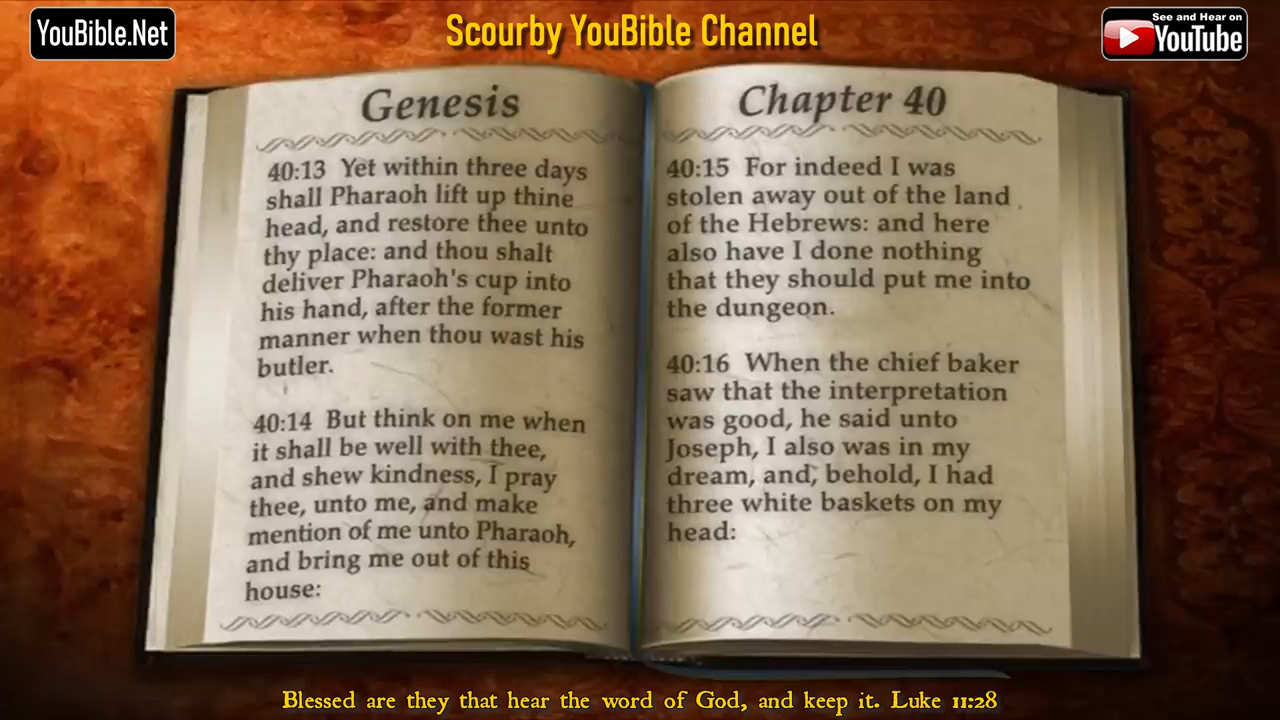 YouBible.Net
Scourby YouBible Channel
See and Hear on
YouTube
Genesis
40:13 Yet within three days
shall Pharaoh lift up thine
head, and restore thee unto
thy place: and thou shalt
deliver Pharaoh's cup into
his hand, after the former
manner when thou wast his
butler.
40:14 But think on me when
it shall be well with thee,
and shew kindness, I pray
thee, unto me, and make
mention of me unto Pharaoh,
and bring me out of this
house:
Chapter 40
40:15 For indeed I was
stolen away out of the land
of the Hebrews: and here
also have I done nothing
that they should put me into
the dungeon.
40:16 When the chief baker
saw that the interpretation
was good, he said unto
Joseph, I also was in my
dream, and, behold, I had
three white baskets on my
head:
Blessed are they that hear the word of God, and keep it. Luke 11:28